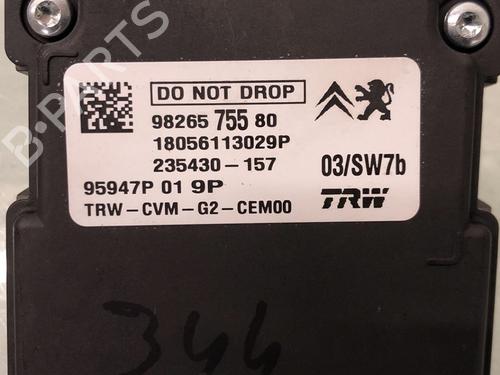 DO NOT DROP
98265 755 80
18056113029P
235430-157 03/SW7b
95947P 01 9P
TRW-CVM-G2-CEM00 TRW
344
B-PARTS